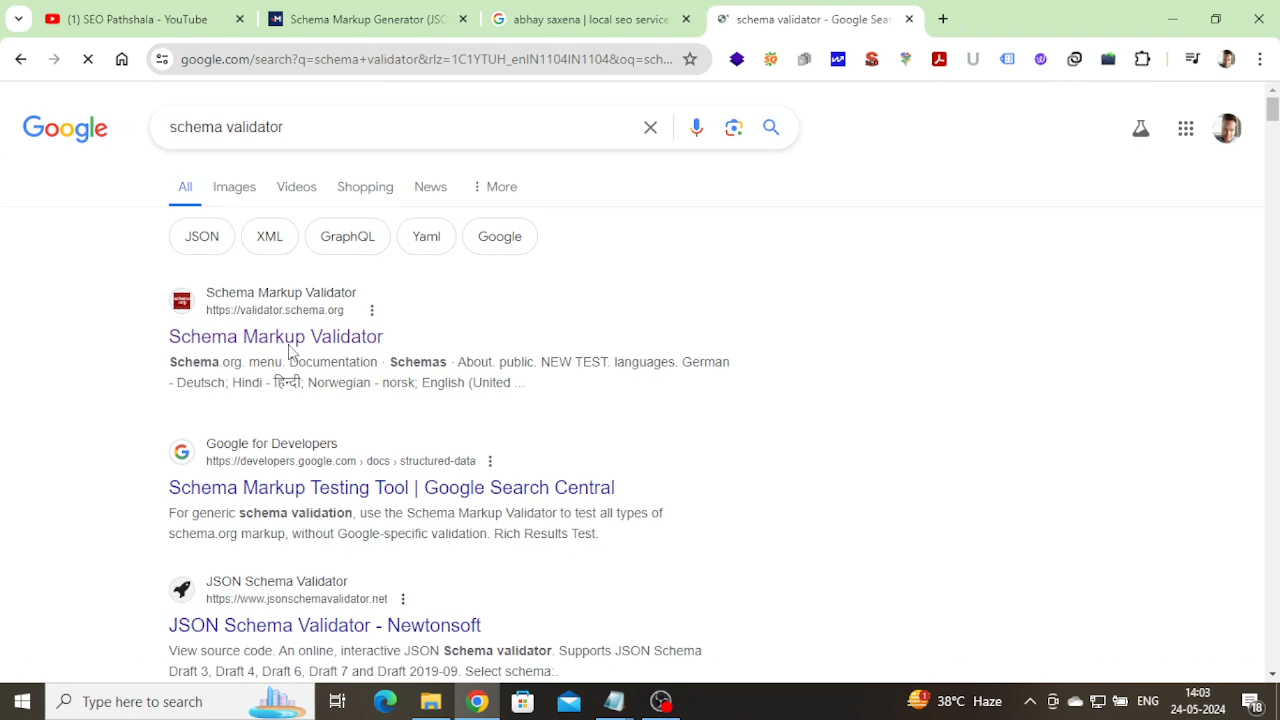 (1) SEO Pathshala - YouTube
Schema Markup Generator (JSO
abhay saxena | local seo service
schema validator - Google Sear
google.com/search?q=schema+validator&rlz=1C1YTUH_enIN1104IN1104&oq=sch...
Google
schema validator
All Images Videos Shopping News More
JSON XML GraphQL Yaml Google
Schema Markup Validator
https://validator.schema.org
Schema Markup Validator
Schema.org. menu. Documentation · Schemas · About. public. NEW TEST. languages. German
- Deutsch; Hindi - हिन्दी; Norwegian - norsk; English (United ...
Google for Developers
https://developers.google.com › docs › structured-data
Schema Markup Testing Tool | Google Search Central
For generic schema validation, use the Schema Markup Validator to test all types of
schema.org markup, without Google-specific validation. Rich Results Test.
JSON Schema Validator
https://www.jsonschemavalidator.net
JSON Schema Validator - Newtonsoft
View source code. An online, interactive JSON Schema validator. Supports JSON Schema
Draft 3, Draft 4, Draft 6, Draft 7 and Draft 2019-09. Select schema:.
Type here to search
1
38°C Haze
ENG
14:03
24-05-2024
18